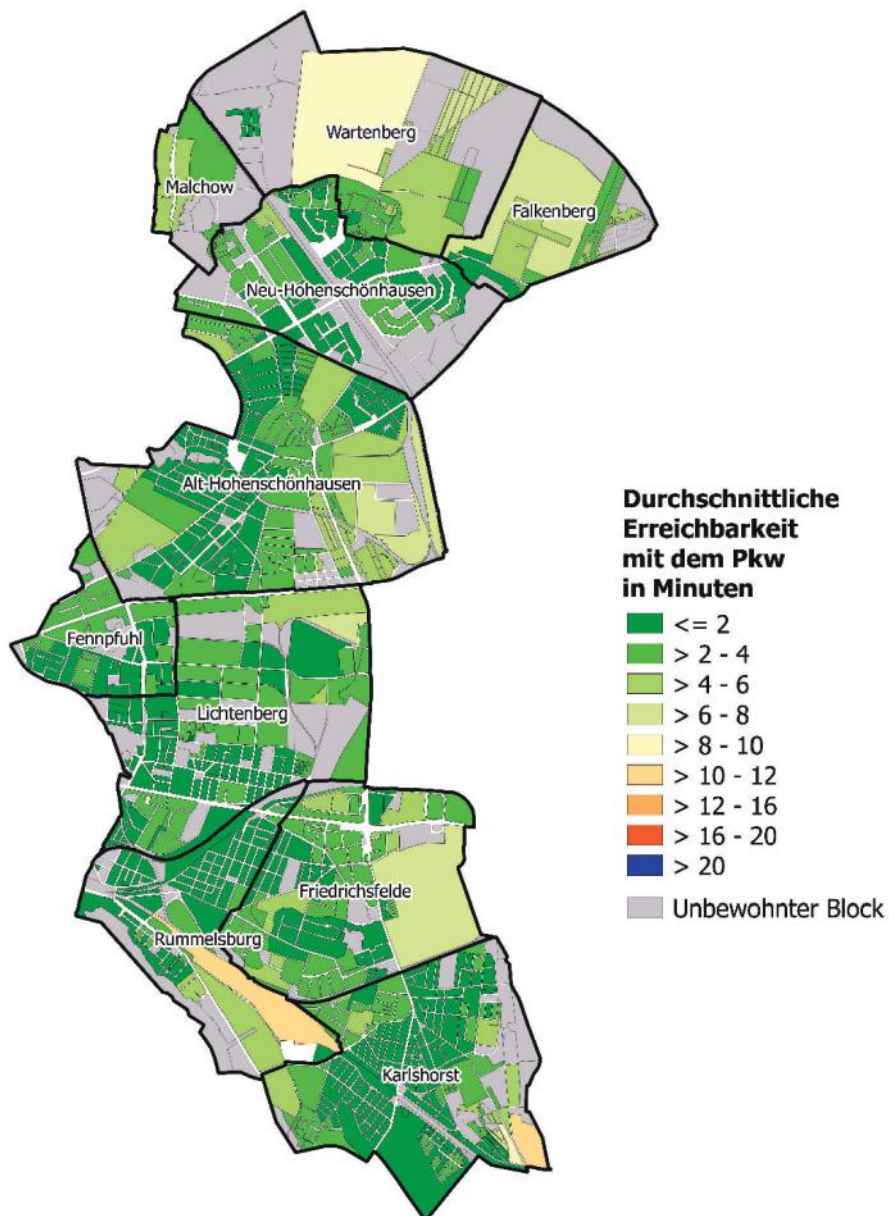 Wartenberg
Malchow
Falkenberg
Neu-Hohenschönhausen
Alt-Hohenschönhausen
Fennpfuhl
Lichtenberg
Friedrichsfelde
Rummelsburg
Karlshorst
Durchschnittliche
Erreichbarkeit
mit dem Pkw
in Minuten
<= 2
> 2 - 4
> 4 - 6
> 6 - 8
> 8 - 10
> 10 - 12
> 12 - 16
> 16 - 20
> 20
Unbewohnter Block